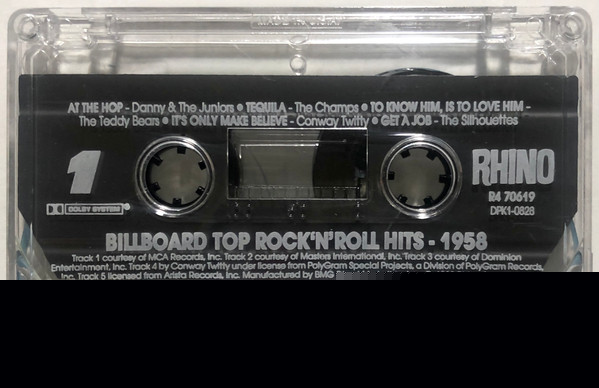 MADE IN U.S.A.
AT THE HOP - Danny & The Juniors • TEQUILA - The Champs • TO KNOW HIM, IS TO LOVE HIM -
The Teddy Bears • IT'S ONLY MAKE BELIEVE - Conway Twitty • GET A JOB - The Silhouettes
1
RHINO
R4 70619
DPK1-0828
DOLBY SYSTEM®
BILLBOARD TOP ROCK'N'ROLL HITS - 1958
Track 1 courtesy of MCA Records, Inc. Track 2 courtesy of Masters International, Inc. Track 3 courtesy of Dominion
Entertainment, Inc. Track 4 by Conway Twitty under license from PolyGram Special Projects, a Division of PolyGram Records,
Inc. Track 5 licensed from Arista Records, Inc. Manufactured by BMG